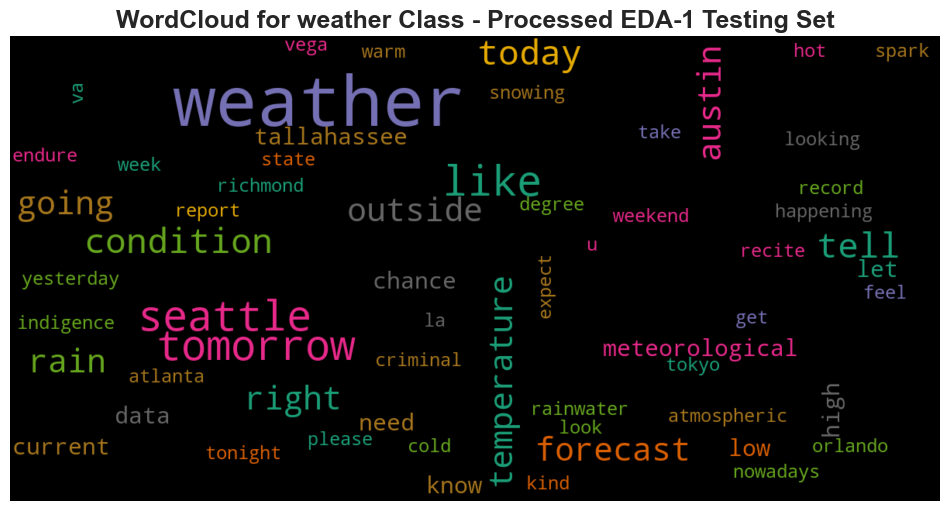 WordCloud for weather Class - Processed EDA-1 Testing Set
vega
warm
today
hot
spark
va
weather
snowing
austin
tallahassee
take
looking
endure
week
state
like
richmond
record
going
report
outside
degree
weekend
happening
condition
u
recite
tell
let
yesterday
chance
expect
temperature
feel
indigence
seattle
la
get
tomorrow
meteorological
rain
criminal
tokyo
atlanta
right
high
data
need
rainwater
atmospheric
look
current
tonight
please
cold
forecast
low
orlando
nowadays
know
kind